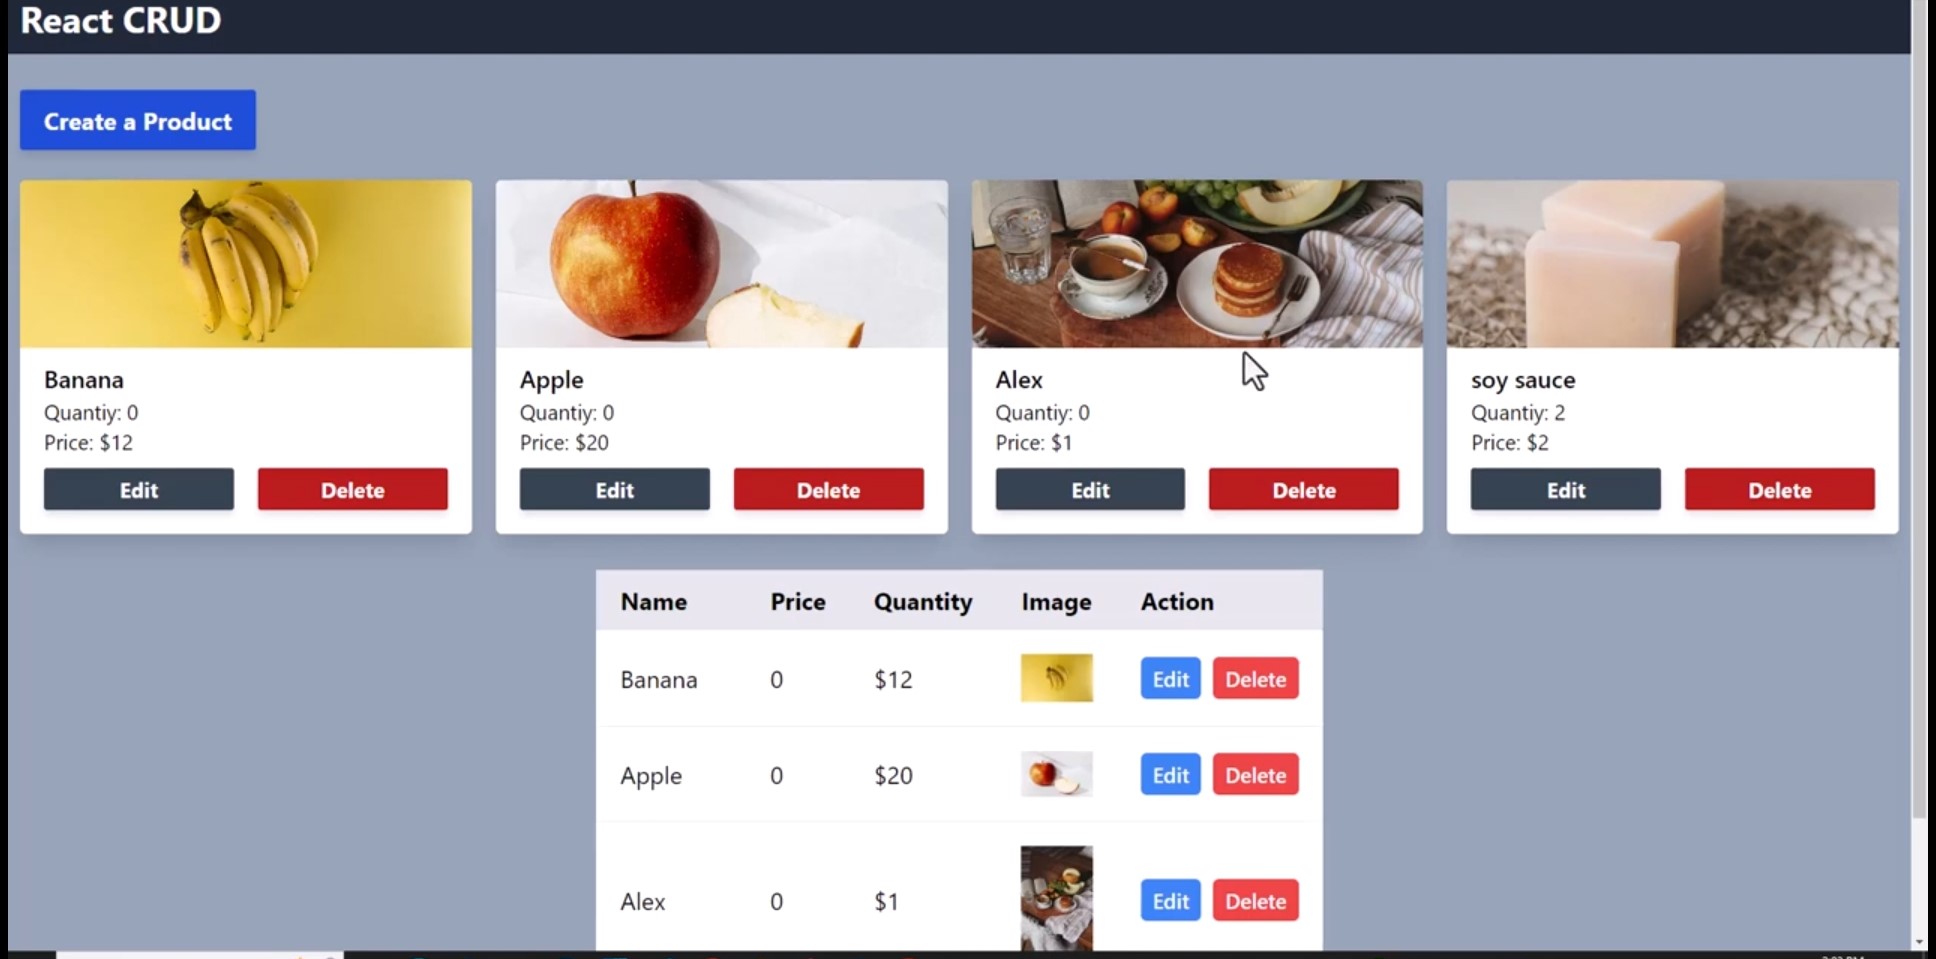 React CRUD
Create a Product
Banana
Quantiy: 0
Price: $12
Edit Delete
Apple
Quantiy: 0
Price: $20
Edit Delete
Alex
Quantiy: 0
Price: $1
Edit Delete
soy sauce
Quantiy: 2
Price: $2
Edit Delete
Name Price Quantity Image Action
Banana 0 $12 Edit Delete
Apple 0 $20 Edit Delete
Alex 0 $1 Edit Delete